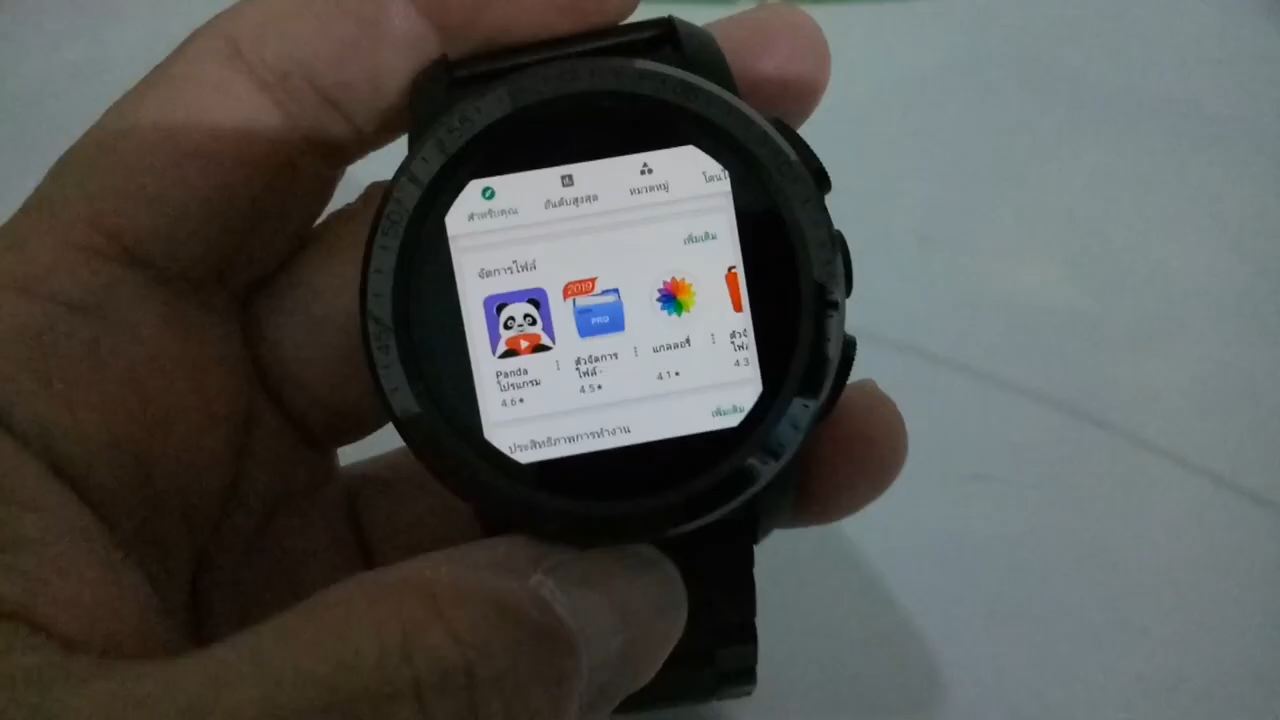 สำหรับคุณ
อันดับสูงสุด
หมวดหมู่
เพิ่มเติม
จัดการไฟล์
2019
PRO
Panda
โปรแกรม
4.6★
ตัวจัดการ
ไฟล์ -
4.5★
แกลลอรี่
4.1★
4.3
ประสิทธิภาพการทำงาน
เพิ่มเติม
55
50
45